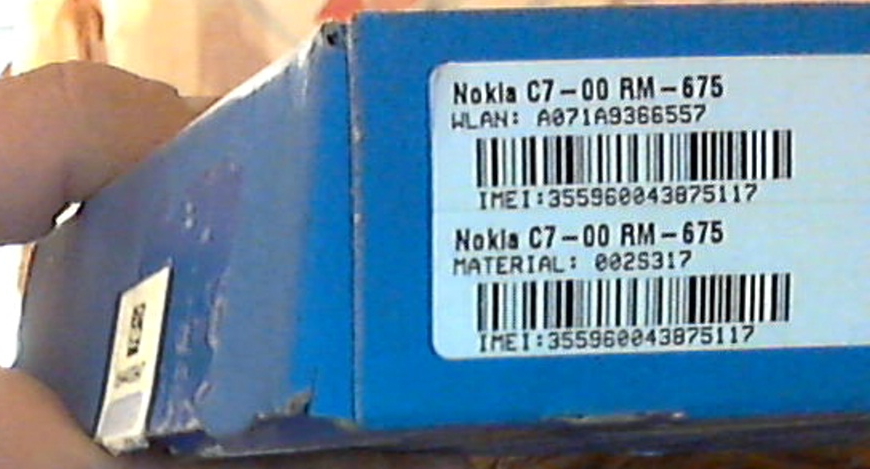 Nokia C7-00 RM-675
WLAN: A071A9366557
IMEI:355960043875117
Nokia C7-00 RM-675
MATERIAL: 002S317
IMEI:355960043875117